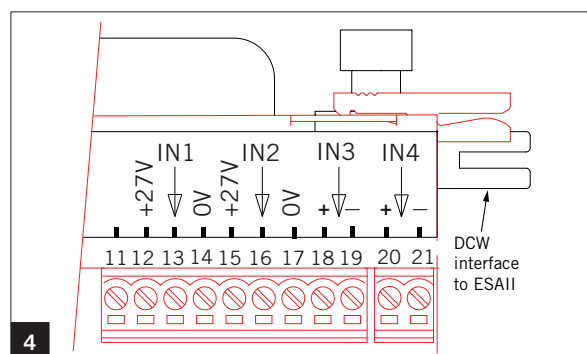 IN1 IN2 IN3 IN4
+27V 0V +27V 0V + – + –
11 12 13 14 15 16 17 18 19 20 21
DCW
interface
to ESAII
4